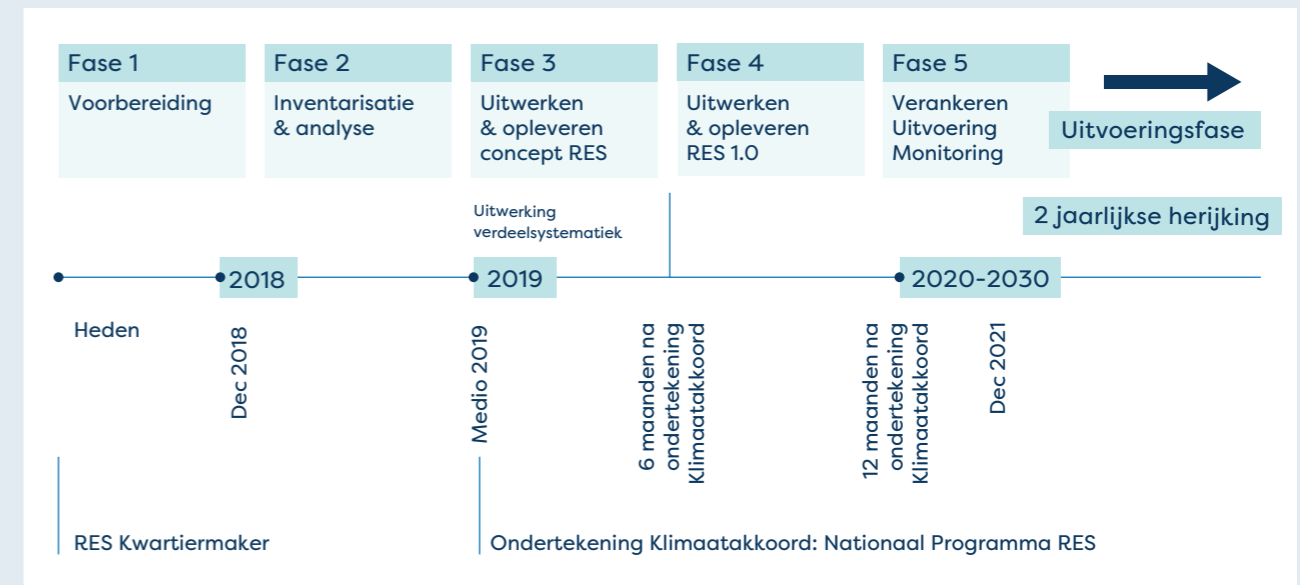 Fase 1
Voorbereiding
Fase 2
Inventarisatie
& analyse
Fase 3
Uitwerken
& opleveren
concept RES
Fase 4
Uitwerken
& opleveren
RES 1.0
Fase 5
Verankeren
Uitvoering
Monitoring
Uitvoeringsfase
Uitwerking
verdeelsystematiek
2 jaarlijkse herijking
2018
2019
2020-2030
Heden
Dec 2018
Medio 2019
6 maanden na
ondertekening
Klimaatakkoord
12 maanden na
ondertekening
Klimaatakkoord
Dec 2021
RES Kwartiermaker
Ondertekening Klimaatakkoord: Nationaal Programma RES